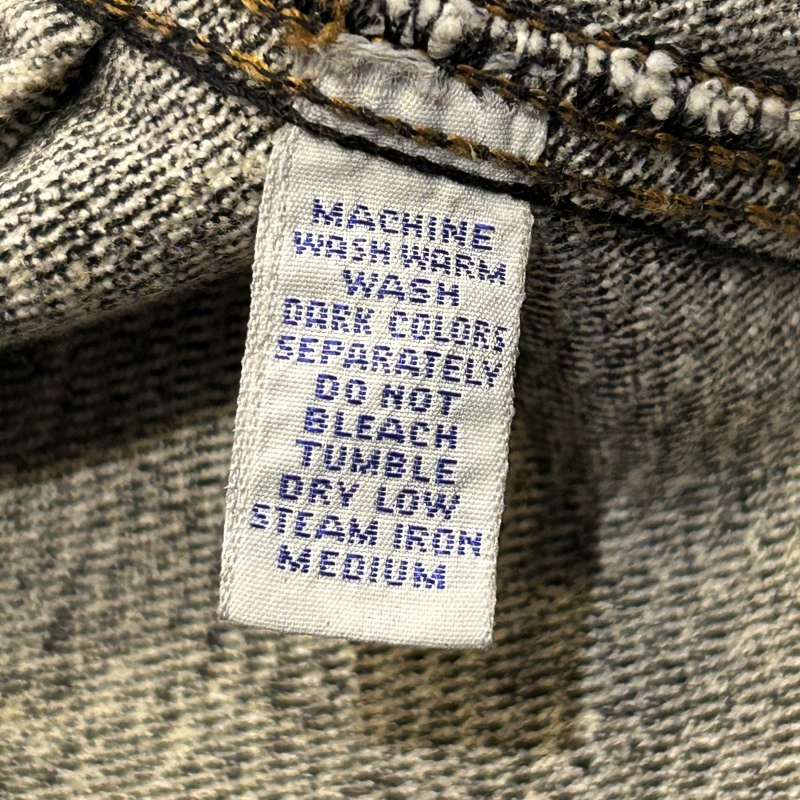 MACHINE
WASH WARM
WASH
DARK COLORS
SEPARATELY
DO NOT
BLEACH
TUMBLE
DRY LOW
STEAM IRON
MEDIUM